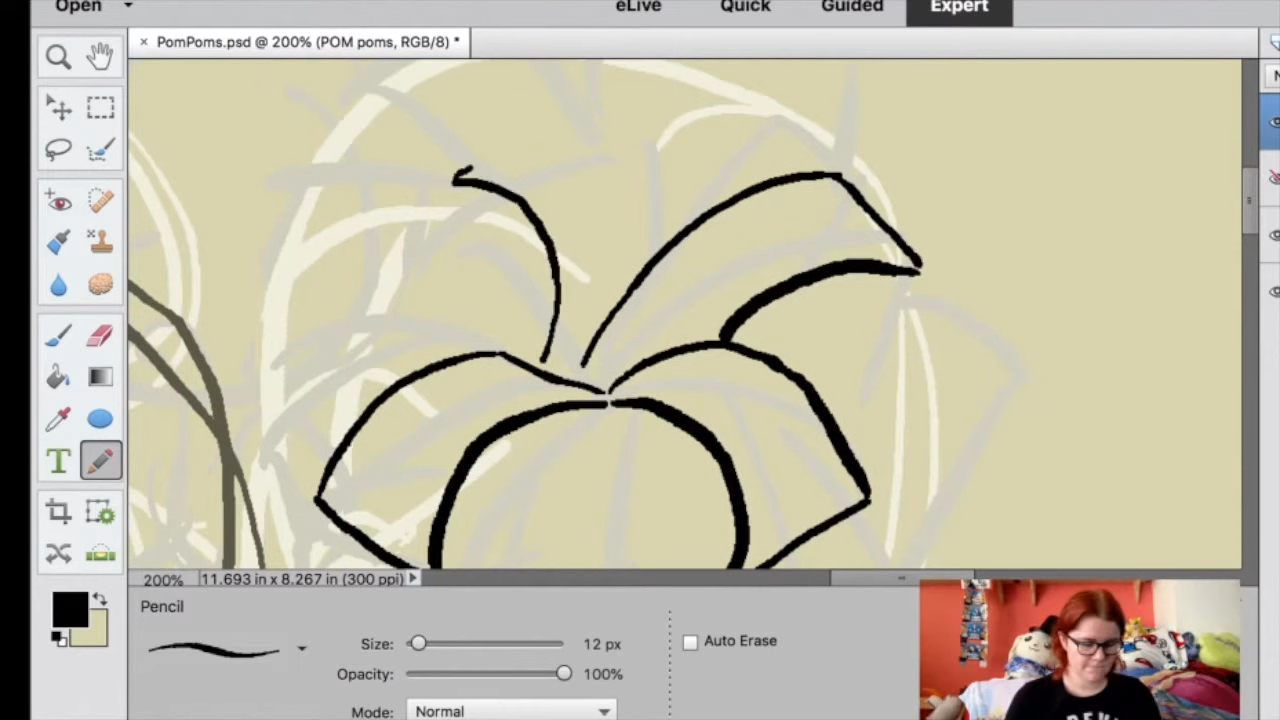 Open eLive Quick Guided Expert
× PomPoms.psd @ 200% (POM poms, RGB/8) *
T
200% 11.693 in x 8.267 in (300 ppi)
Pencil
Size: 12 px Auto Erase
Opacity: 100%
Mode: Normal